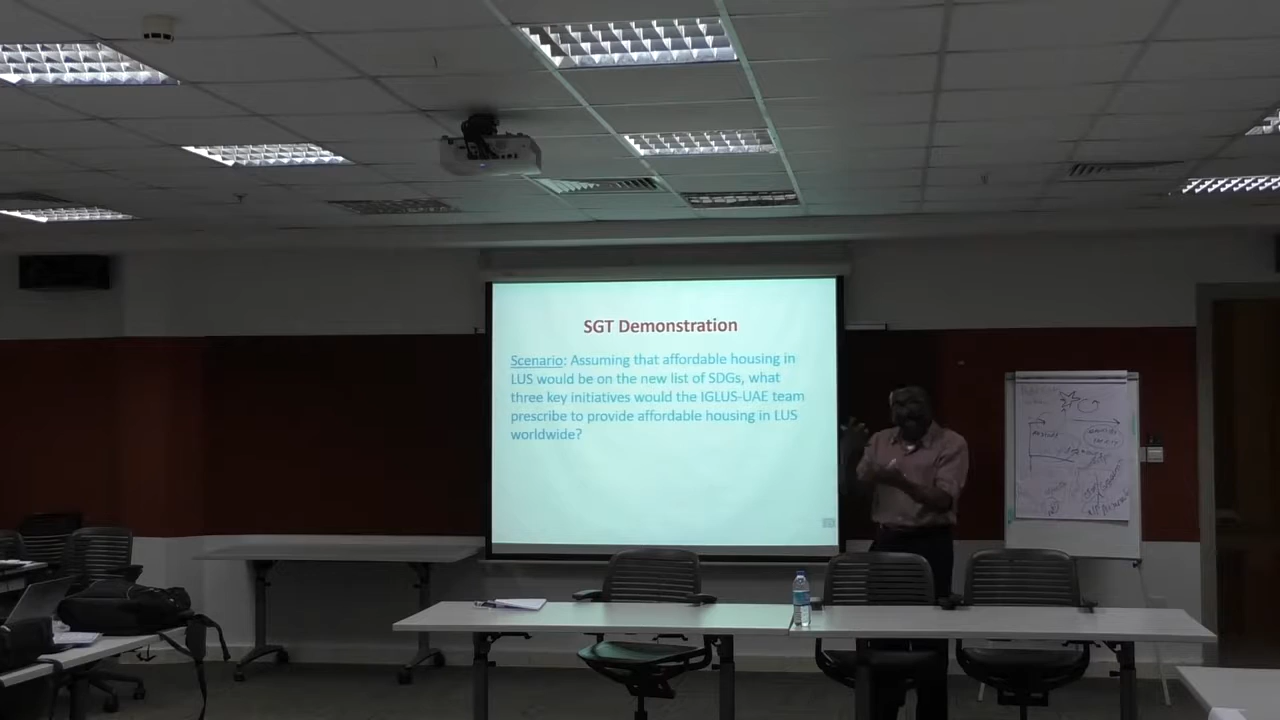 SGT Demonstration
Scenario: Assuming that affordable housing in
LUS would be on the new list of SDGs, what
three key initiatives would the IGLUS-UAE team
prescribe to provide affordable housing in LUS
worldwide?